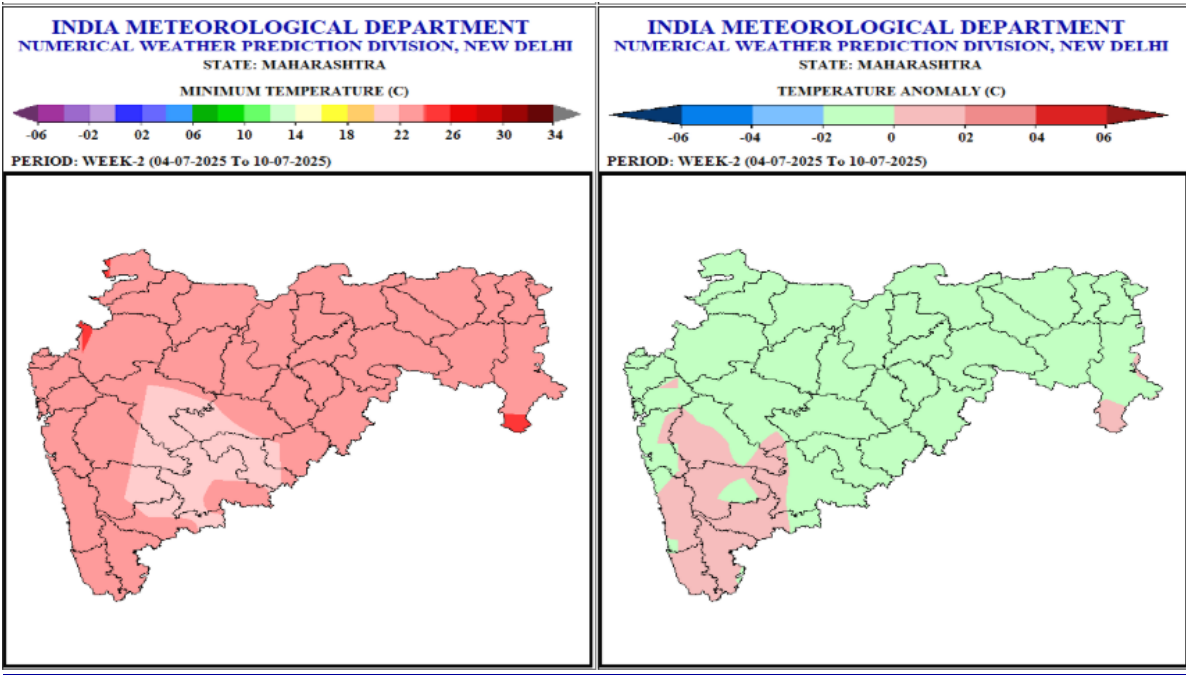 INDIA METEOROLOGICAL DEPARTMENT
NUMERICAL WEATHER PREDICTION DIVISION, NEW DELHI
STATE: MAHARASHTRA
MINIMUM TEMPERATURE (C)
-06 -02 02 06 10 14 18 22 26 30 34
PERIOD: WEEK-2 (04-07-2025 To 10-07-2025)
INDIA METEOROLOGICAL DEPARTMENT
NUMERICAL WEATHER PREDICTION DIVISION, NEW DELHI
STATE: MAHARASHTRA
TEMPERATURE ANOMALY (C)
-06 -04 -02 0 02 04 06
PERIOD: WEEK-2 (04-07-2025 To 10-07-2025)